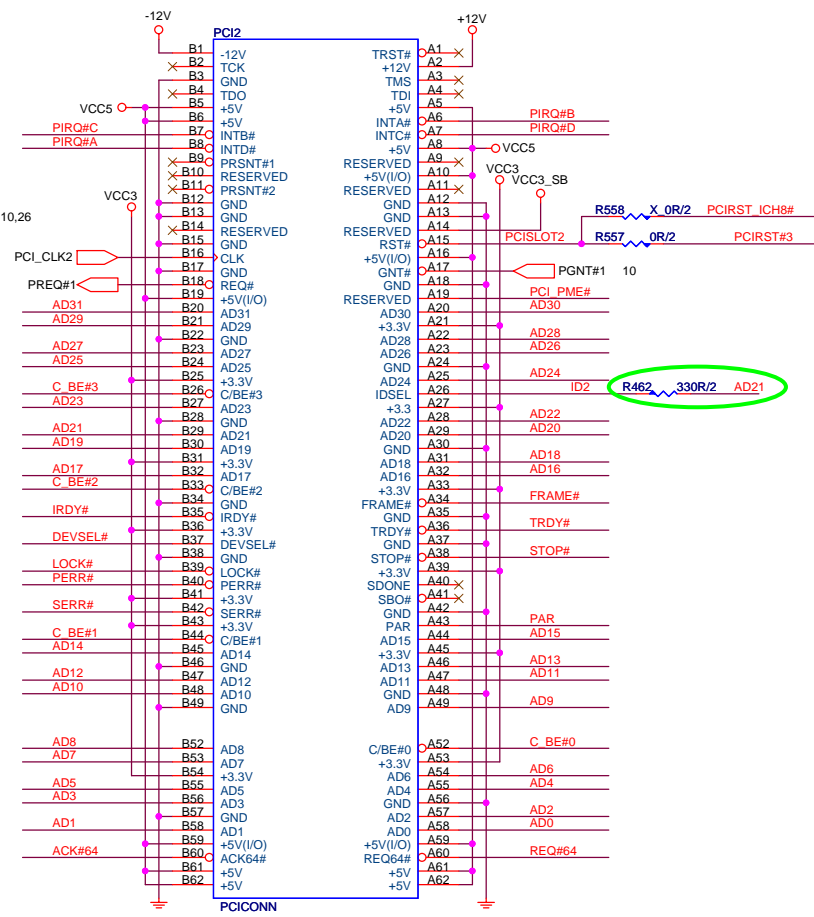 -12V +12V
PCI2
B1 -12V TRST# A1
B2 TCK +12V A2
B3 GND TMS A3
B4 TDO TDI A4
VCC5 B5 +5V +5V A5
B6 +5V INTA# A6 PIRQ#B
PIRQ#C B7 INTB# INTC# A7 PIRQ#D
PIRQ#A B8 INTD# +5V A8 VCC5
B9 PRSNT#1 RESERVED A9
B10 RESERVED +5V(I/O) A10 VCC3
B11 PRSNT#2 RESERVED A11 VCC3_SB
VCC3 B12 GND GND A12
10,26 B13 GND GND A13 R558 X_0R/2 PCIRST_ICH8#
B14 RESERVED RESERVED A14
B15 GND RST# A15 PCISLOT2 R557 0R/2 PCIRST#3
PCI_CLK2 B16 CLK +5V(I/O) A16
B17 GND GNT# A17 PGNT#1 10
PREQ#1 B18 REQ# GND A18
B19 +5V(I/O) RESERVED A19 PCI_PME#
AD31 B20 AD31 AD30 A20 AD30
AD29 B21 AD29 +3.3V A21
B22 GND AD28 A22 AD28
AD27 B23 AD27 AD26 A23 AD26
AD25 B24 AD25 GND A24
B25 +3.3V AD24 A25 AD24
C_BE#3 B26 C/BE#3 IDSEL A26 ID2 R462 330R/2 AD21
AD23 B27 AD23 +3.3 A27
B28 GND AD22 A28 AD22
AD21 B29 AD21 AD20 A29 AD20
AD19 B30 AD19 GND A30
B31 +3.3V AD18 A31 AD18
AD17 B32 AD17 AD16 A32 AD16
C_BE#2 B33 C/BE#2 +3.3V A33
B34 GND FRAME# A34 FRAME#
IRDY# B35 IRDY# GND A35
B36 +3.3V TRDY# A36 TRDY#
DEVSEL# B37 DEVSEL# GND A37
B38 GND STOP# A38 STOP#
LOCK# B39 LOCK# +3.3V A39
PERR# B40 PERR# SDONE A40
B41 +3.3V SBO# A41
SERR# B42 SERR# GND A42
B43 +3.3V PAR A43 PAR
C_BE#1 B44 C/BE#1 AD15 A44 AD15
AD14 B45 AD14 +3.3V A45
B46 GND AD13 A46 AD13
AD12 B47 AD12 AD11 A47 AD11
AD10 B48 AD10 GND A48
B49 GND AD9 A49 AD9
AD8 B52 AD8 C/BE#0 A52 C_BE#0
AD7 B53 AD7 +3.3V A53
B54 +3.3V AD6 A54 AD6
AD5 B55 AD5 AD4 A55 AD4
AD3 B56 AD3 GND A56
B57 GND AD2 A57 AD2
AD1 B58 AD1 AD0 A58 AD0
B59 +5V(I/O) +5V(I/O) A59
ACK#64 B60 ACK64# REQ64# A60 REQ#64
B61 +5V +5V A61
B62 +5V +5V A62
PCICONN